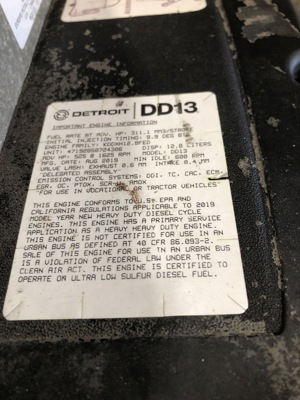 DETROIT DD13
IMPORTANT ENGINE INFORMATION
FUEL RATE AT ADV. HP: 311.1 MM3/STROKE
INITIAL INJECTION TIMING: 9.9 DEG BTC
ENGINE FAMILY: KDDXH12.8FED
UNIT: DISP: 12.8 LITERS
ADV HP 525 @ 1625 RPM MODEL: DD13
MFG. DATE: AUG 2019 MIN IDLE: 600 RPM
VALVE LASH: EXHAUST 0.6 MM INTAKE 0.4 MM
"DELEGATED ASSEMBLY"
EMISSION CONTROL SYSTEMS: DDI, TC, CAC, ECM,
EGR, OC, PTOX,
"FOR USE IN VOCATIONAL OR TRACTOR VEHICLES"
THIS ENGINE CONFORMS TO U.S. EPA AND
CALIFORNIA REGULATIONS APPLICABLE TO 2019
MODEL YEAR NEW HEAVY DUTY DIESEL CYCLE
ENGINES. THIS ENGINE HAS A PRIMARY SERVICE
APPLICATION AS A HEAVY HEAVY DUTY ENGINE.
THIS ENGINE IS NOT CERTIFIED FOR USE IN AN
URBAN BUS AS DEFINED AT 40 CFR 86.093-2.
SALE OF THIS ENGINE FOR USE IN AN URBAN BUS
IS A VIOLATION OF FEDERAL LAW UNDER THE
CLEAN AIR ACT. THIS ENGINE IS CERTIFIED TO
OPERATE ON ULTRA LOW SULFUR DIESEL FUEL.